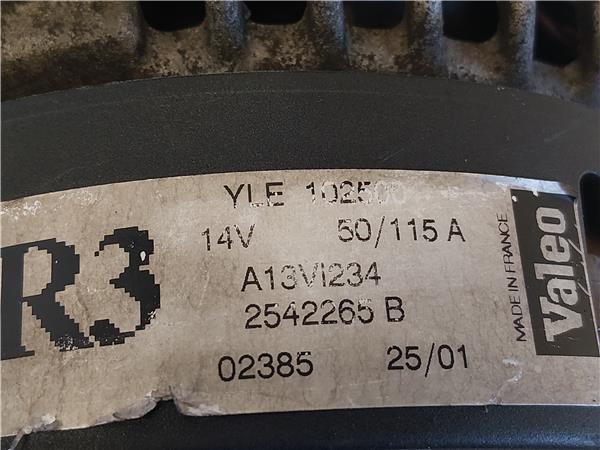 YLE 102500
14V 50/115 A
A13VI234
2542265 B
02385 25/01
R3
MADE IN FRANCE
Valeo